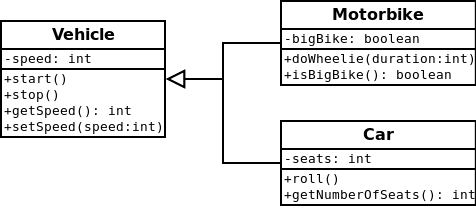 Vehicle
-speed: int
+start()
+stop()
+getSpeed(): int
+setSpeed(speed:int)
Motorbike
-bigBike: boolean
+doWheelie(duration:int)
+isBigBike(): boolean
Car
-seats: int
+roll()
+getNumberOfSeats(): int